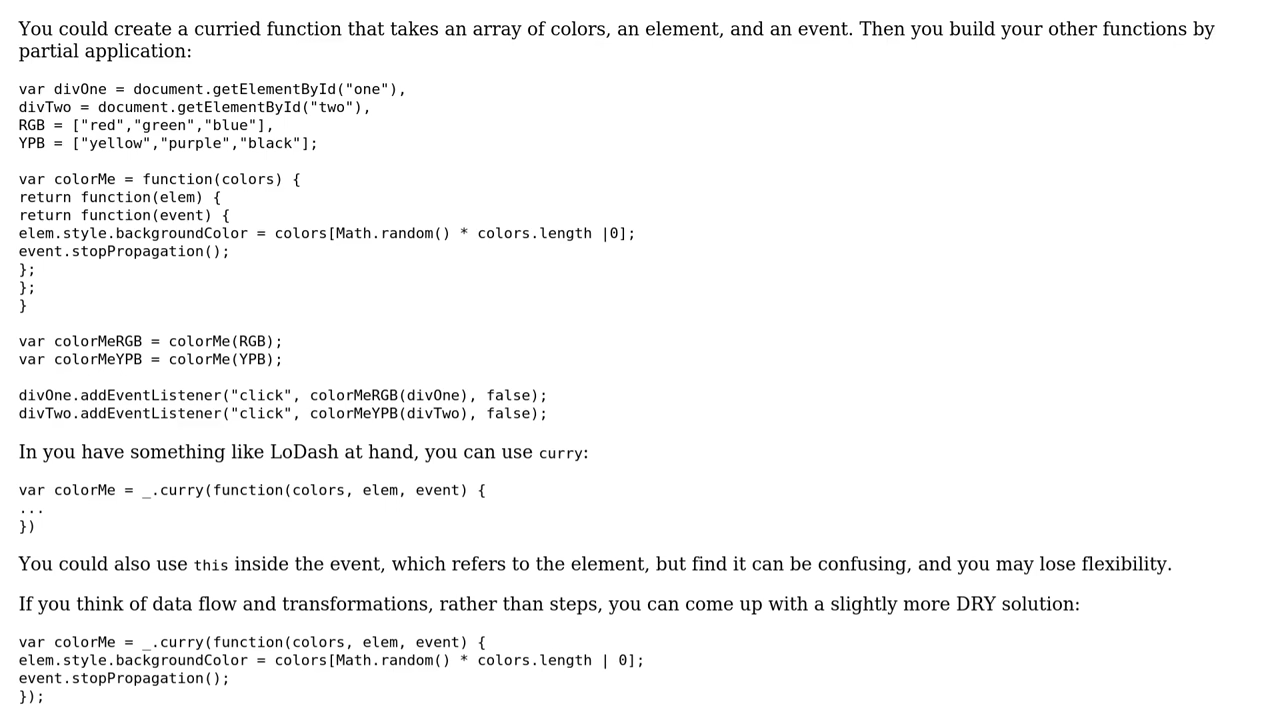 You could create a curried function that takes an array of colors, an element, and an event. Then you build your other functions by
partial application:
var divOne = document.getElementById("one"),
divTwo = document.getElementById("two"),
RGB = ["red","green","blue"],
YPB = ["yellow","purple","black"];
var colorMe = function(colors) {
return function(elem) {
return function(event) {
elem.style.backgroundColor = colors[Math.random() * colors.length |0];
event.stopPropagation();
};
};
}
var colorMeRGB = colorMe(RGB);
var colorMeYPB = colorMe(YPB);
divOne.addEventListener("click", colorMeRGB(divOne), false);
divTwo.addEventListener("click", colorMeYPB(divTwo), false);
In you have something like LoDash at hand, you can use curry:
var colorMe = _.curry(function(colors, elem, event) {
...
})
You could also use this inside the event, which refers to the element, but find it can be confusing, and you may lose flexibility.
If you think of data flow and transformations, rather than steps, you can come up with a slightly more DRY solution:
var colorMe = _.curry(function(colors, elem, event) {
elem.style.backgroundColor = colors[Math.random() * colors.length | 0];
event.stopPropagation();
});